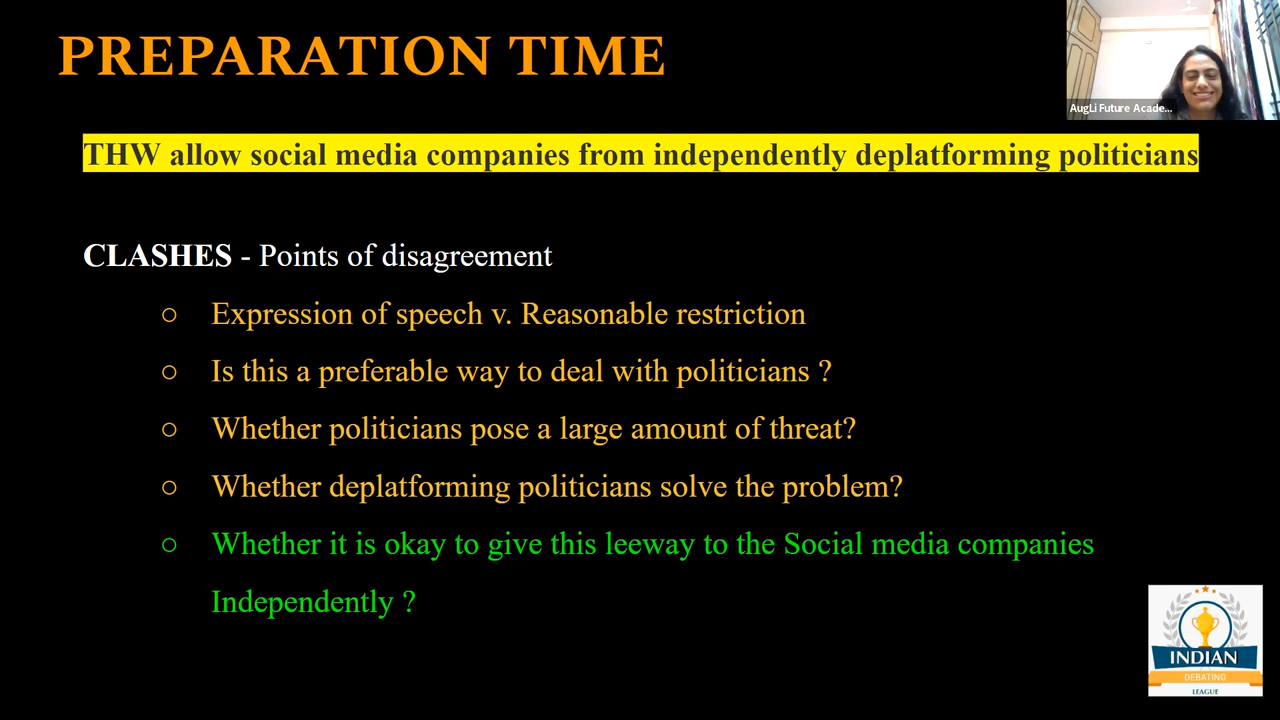 PREPARATION TIME
AugLi Future Acade...
THW allow social media companies from independently deplatforming politicians
CLASHES - Points of disagreement
○ Expression of speech v. Reasonable restriction
○ Is this a preferable way to deal with politicians ?
○ Whether politicians pose a large amount of threat?
○ Whether deplatforming politicians solve the problem?
○ Whether it is okay to give this leeway to the Social media companies
Independently ?
INDIAN
DEBATING
LEAGUE